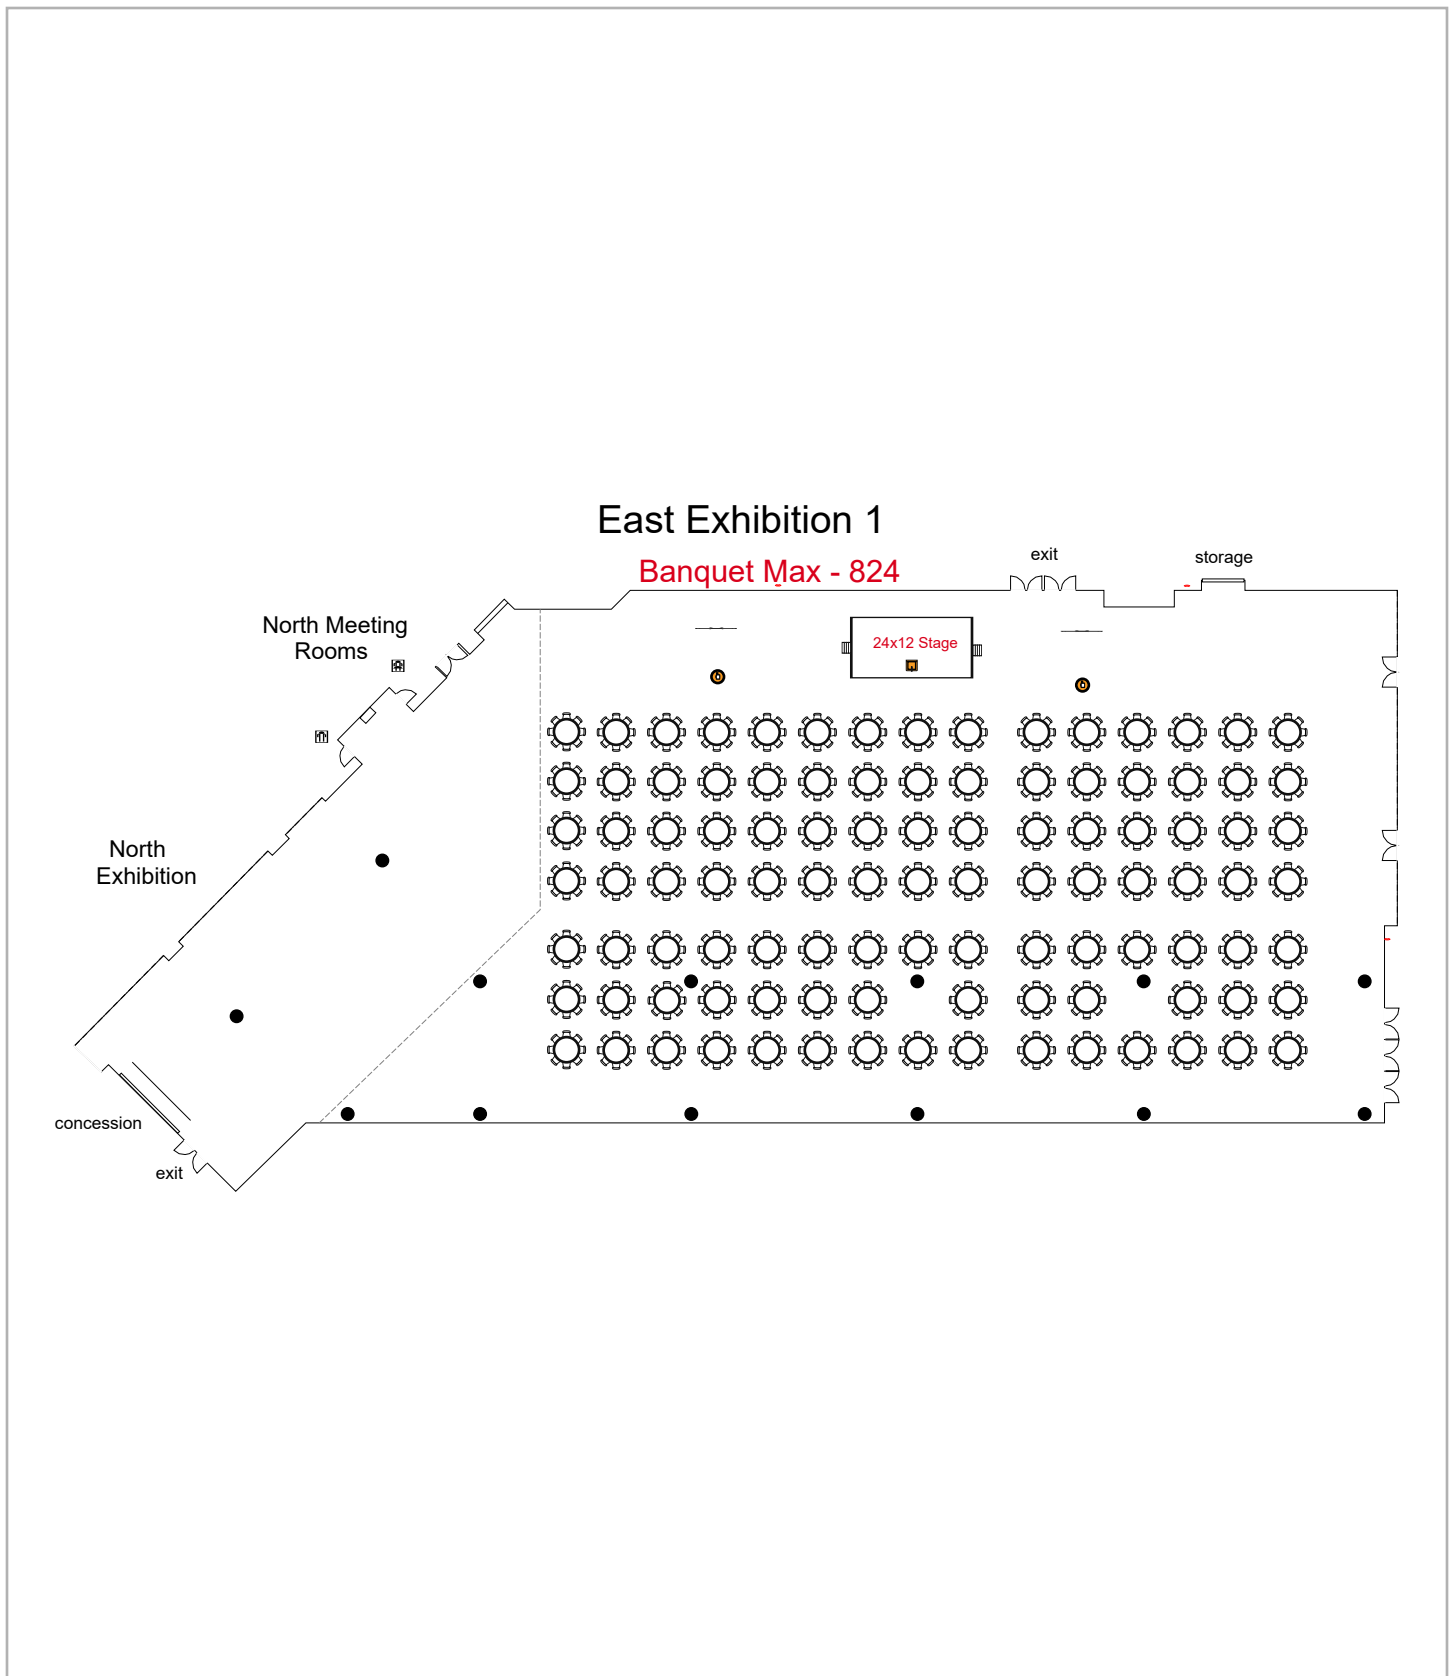 East Exhibition 1
Banquet Max - 824
exit
storage
North Meeting
Rooms
24x12 Stage
North
Exhibition
concession
exit